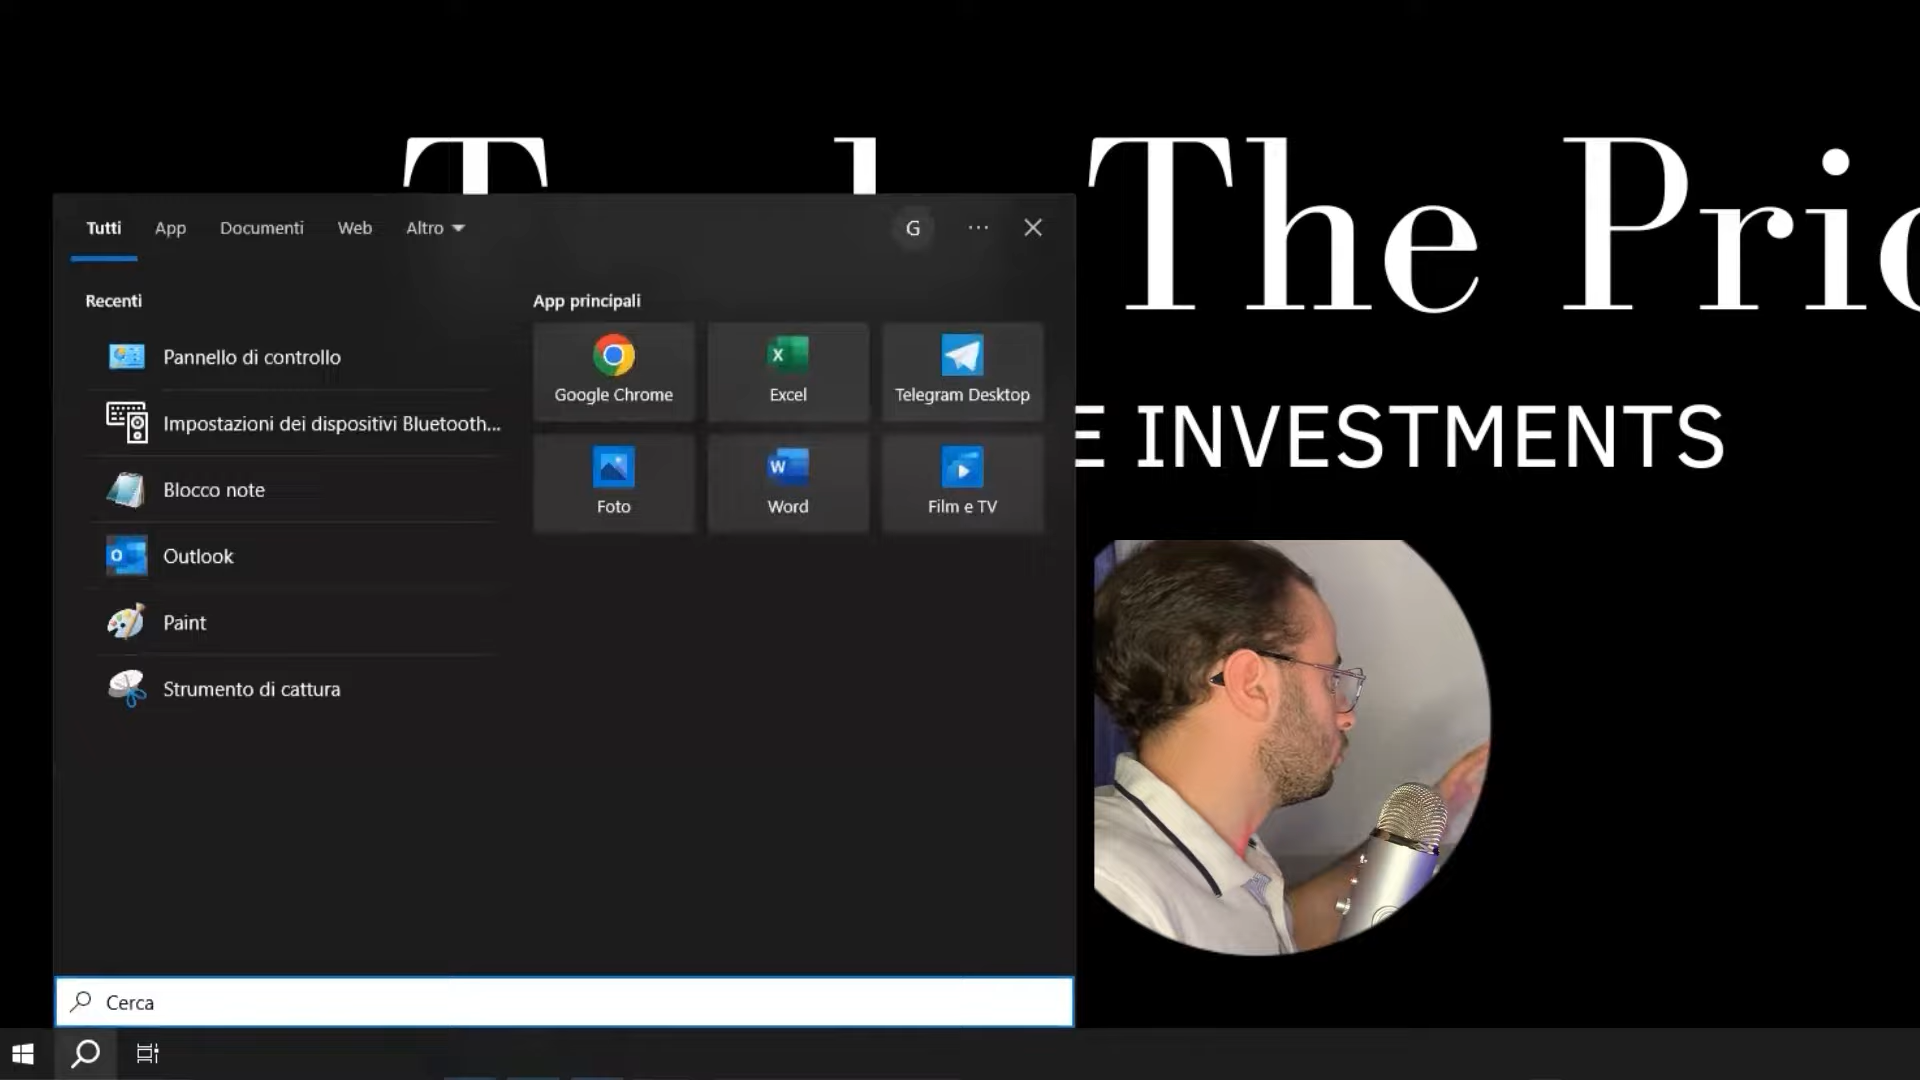 The Pri
E INVESTMENTS
Tutti App Documenti Web Altro G
Recenti
Pannello di controllo
Impostazioni dei dispositivi Bluetooth...
Blocco note
Outlook
Paint
Strumento di cattura
App principali
Google Chrome Excel Telegram Desktop
Foto Word Film e TV
Cerca